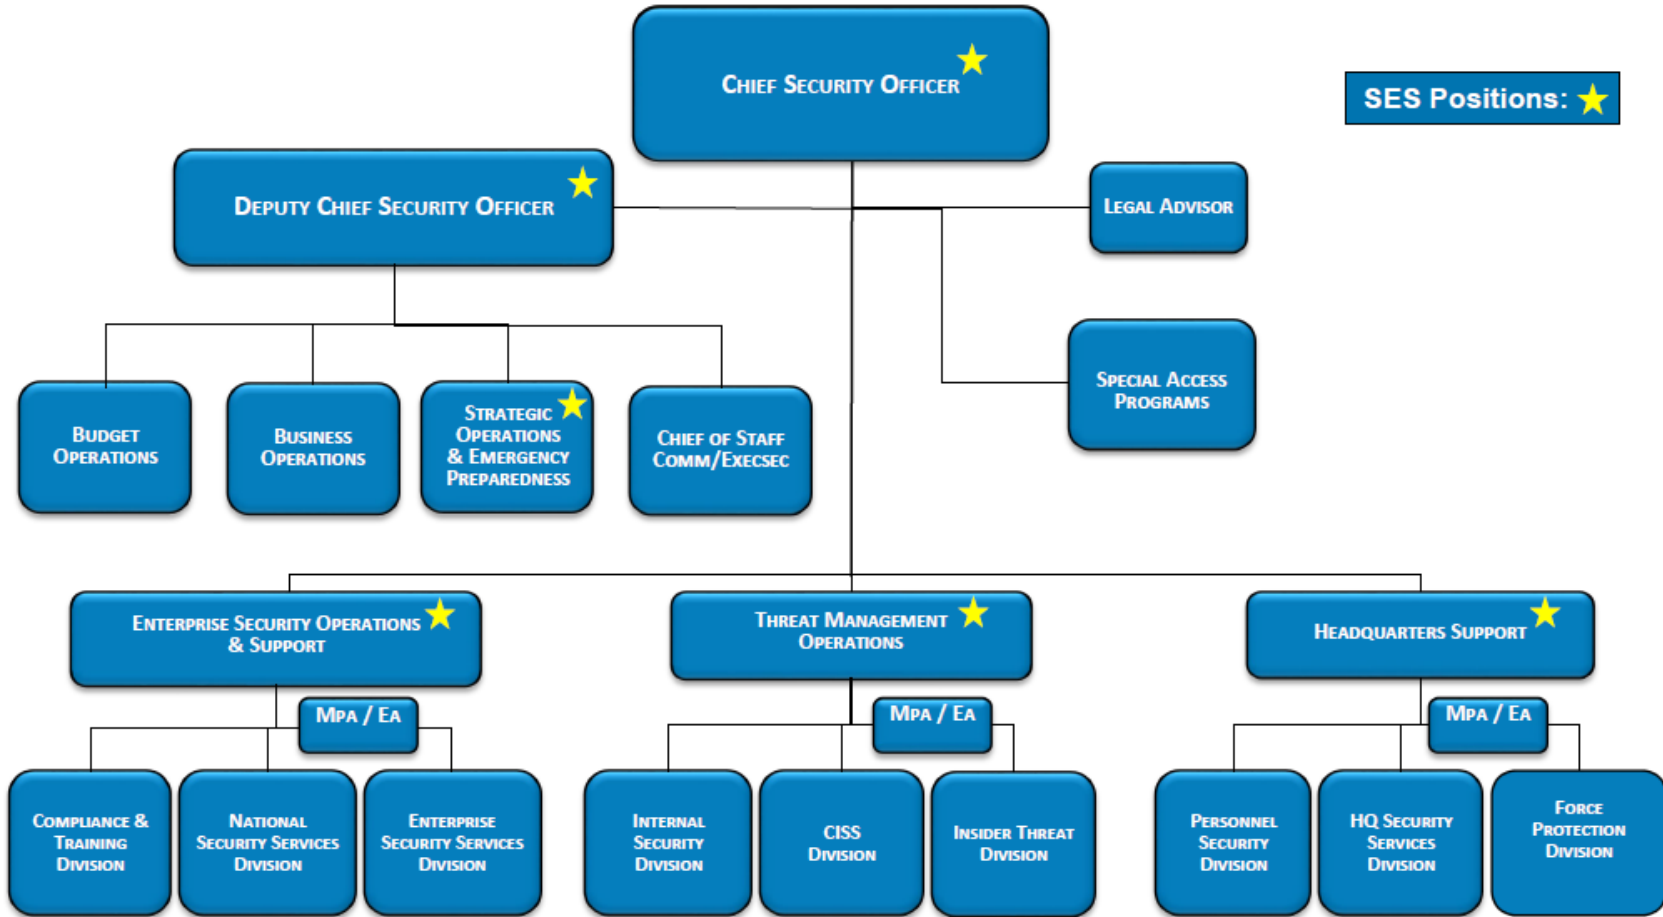 CHIEF SECURITY OFFICER
SES Positions:
DEPUTY CHIEF SECURITY OFFICER
LEGAL ADVISOR
SPECIAL ACCESS
PROGRAMS
BUDGET
OPERATIONS
BUSINESS
OPERATIONS
STRATEGIC
OPERATIONS
& EMERGENCY
PREPAREDNESS
CHIEF OF STAFF
COMM/EXECSEC
ENTERPRISE SECURITY OPERATIONS
& SUPPORT
THREAT MANAGEMENT
OPERATIONS
HEADQUARTERS SUPPORT
MPA / EA
MPA / EA
MPA / EA
COMPLIANCE &
TRAINING
DIVISION
NATIONAL
SECURITY SERVICES
DIVISION
ENTERPRISE
SECURITY SERVICES
DIVISION
INTERNAL
SECURITY
DIVISION
CISS
DIVISION
INSIDER THREAT
DIVISION
PERSONNEL
SECURITY
DIVISION
HQ SECURITY
SERVICES
DIVISION
FORCE
PROTECTION
DIVISION